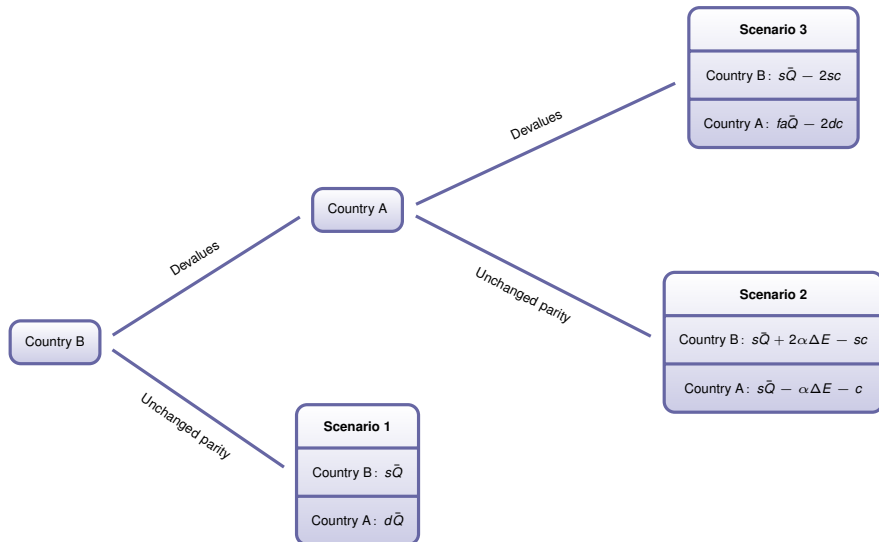 Scenario 3
Country B: sQ̄ − 2sc
Country A: faQ̄ − 2dc
Devalues
Country A
Devalues
Unchanged parity
Scenario 2
Country B: sQ̄ + 2αΔE − sc
Country A: sQ̄ − αΔE − c
Country B
Unchanged parity
Scenario 1
Country B: sQ̄
Country A: dQ̄